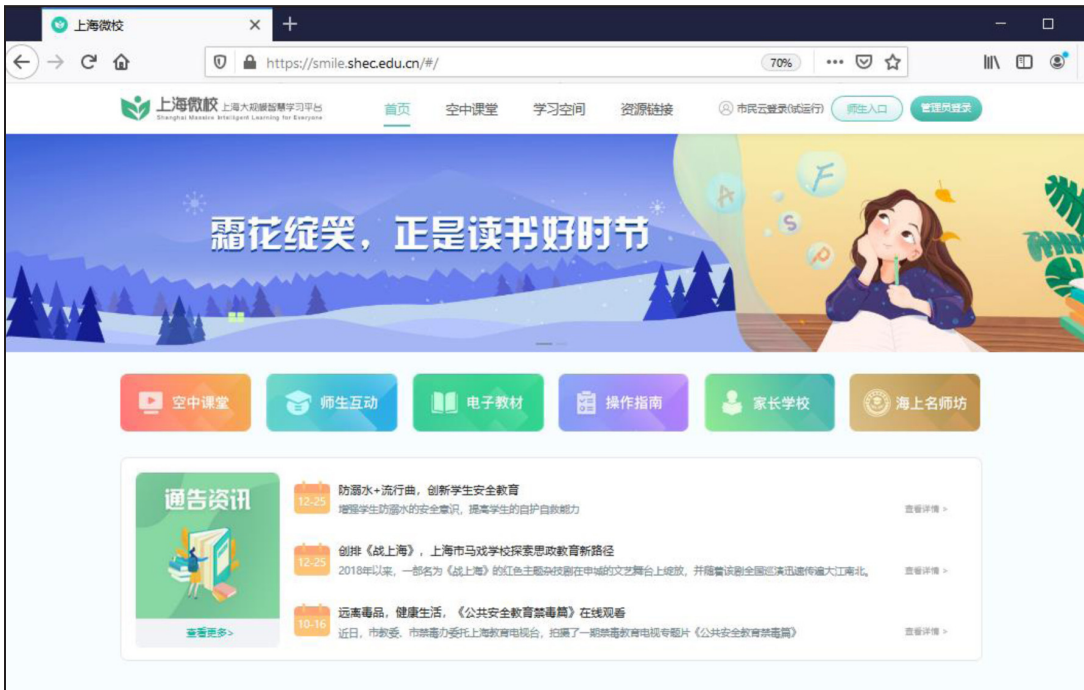 上海微校
https://smile.shec.edu.cn/#/
70%
上海微校 上海大规模智慧学习平台
Shanghai Massive Intelligent Learning for Everyone
首页 空中课堂 学习空间 资源链接 市民云登录(试运行) 师生入口 管理员登录
霜花绽笑，正是读书好时节
A F S P
空中课堂 师生互动 电子教材 操作指南 家长学校 海上名师坊
通告资讯
查看更多>
12-25 防溺水+流行曲，创新学生安全教育
增强学生防溺水的安全意识，提高学生的自护自救能力 查看详情 >
12-25 创排《战上海》，上海市马戏学校探索思政教育新路径
2018年以来，一部名为《战上海》的红色主题杂技剧在申城的文艺舞台上绽放，并随着该剧全国巡演迅速传遍大江南北。 查看详情 >
10-16 远离毒品，健康生活，《公共安全教育禁毒篇》在线观看
近日，市教委、市禁毒办委托上海教育电视台，拍摄了一期禁毒教育电视专题片《公共安全教育禁毒篇》 查看详情 >